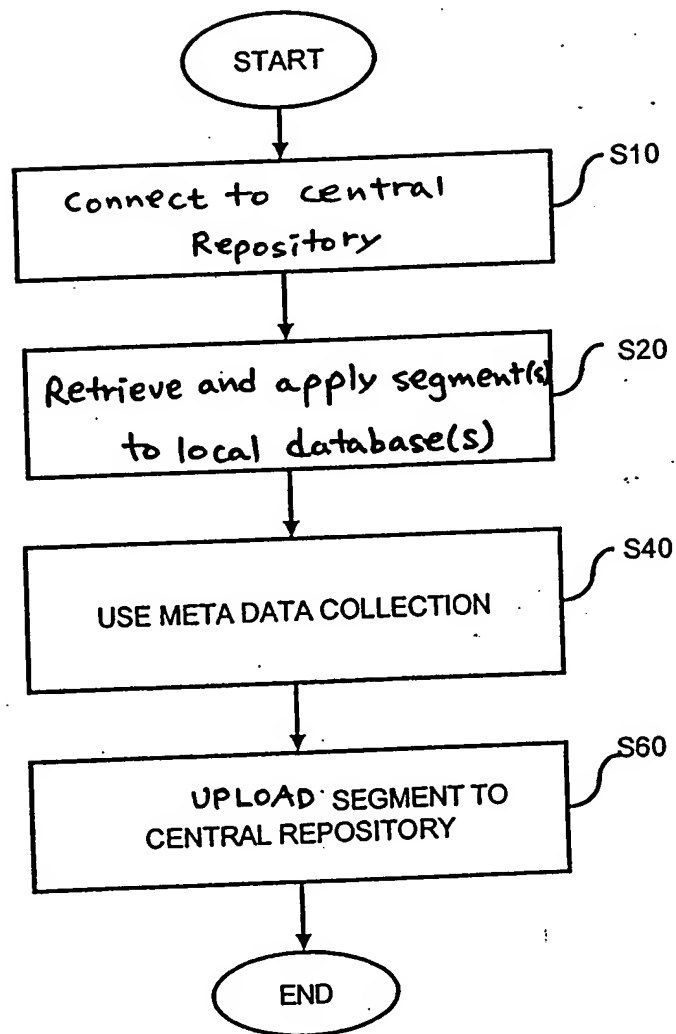 START
S10
Connect to central
Repository
S20
Retrieve and apply segment(s)
to local database(s)
S40
USE META DATA COLLECTION
S60
UPLOAD SEGMENT TO
CENTRAL REPOSITORY
END